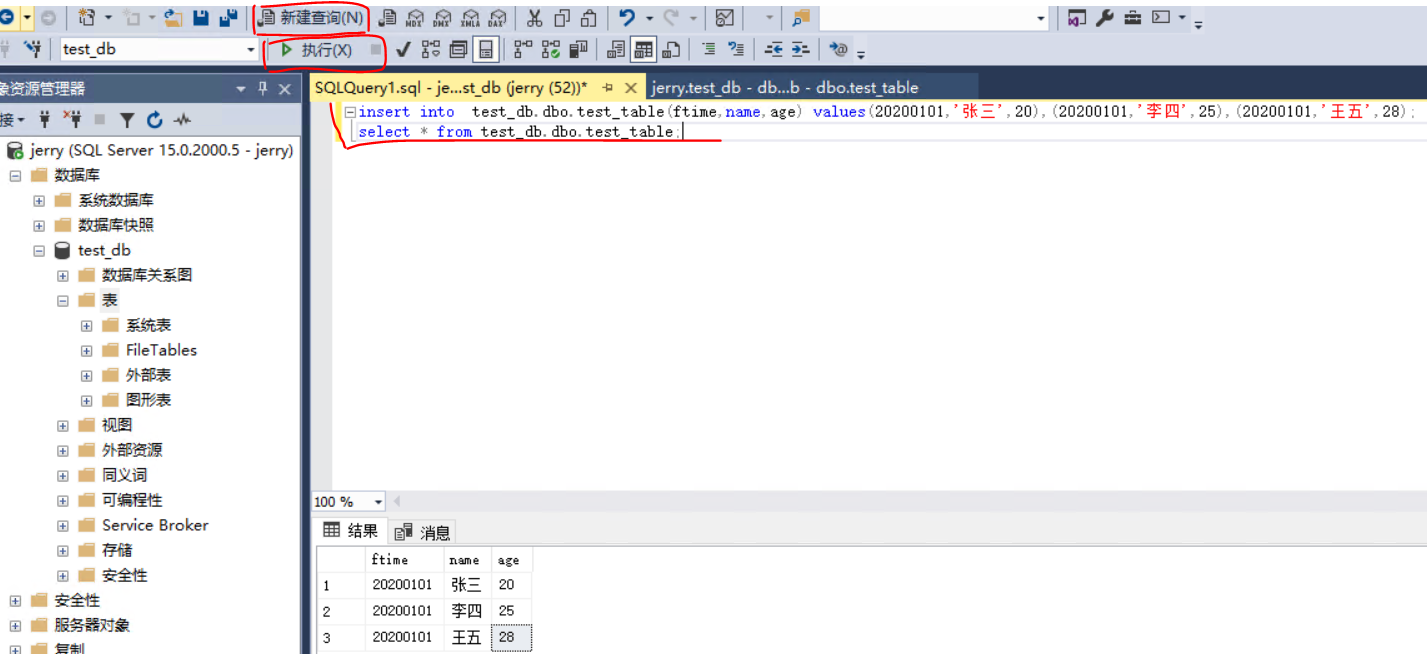 新建查询(N)
MDX DMX XMLA DAX
test_db
执行(X)
象资源管理器
SQLQuery1.sql - je...st_db (jerry (52))*
jerry.test_db - db...b - dbo.test_table
接
insert into  test_db.dbo.test_table(ftime,name,age) values(20200101,'张三',20),(20200101,'李四',25),(20200101,'王五',28);
select * from test_db.dbo.test_table;
jerry (SQL Server 15.0.2000.5 - jerry)
数据库
系统数据库
数据库快照
test_db
数据库关系图
表
系统表
FileTables
外部表
图形表
视图
外部资源
同义词
可编程性
Service Broker
存储
安全性
安全性
服务器对象
复制
100 %
结果 消息
ftime name age
1 20200101 张三 20
2 20200101 李四 25
3 20200101 王五 28